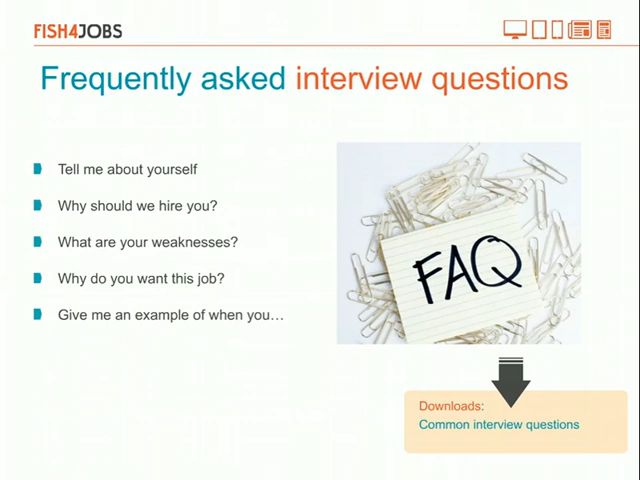 FISH4JOBS
Frequently asked interview questions
Tell me about yourself
Why should we hire you?
What are your weaknesses?
Why do you want this job?
Give me an example of when you…
FAQ
Downloads:
Common interview questions